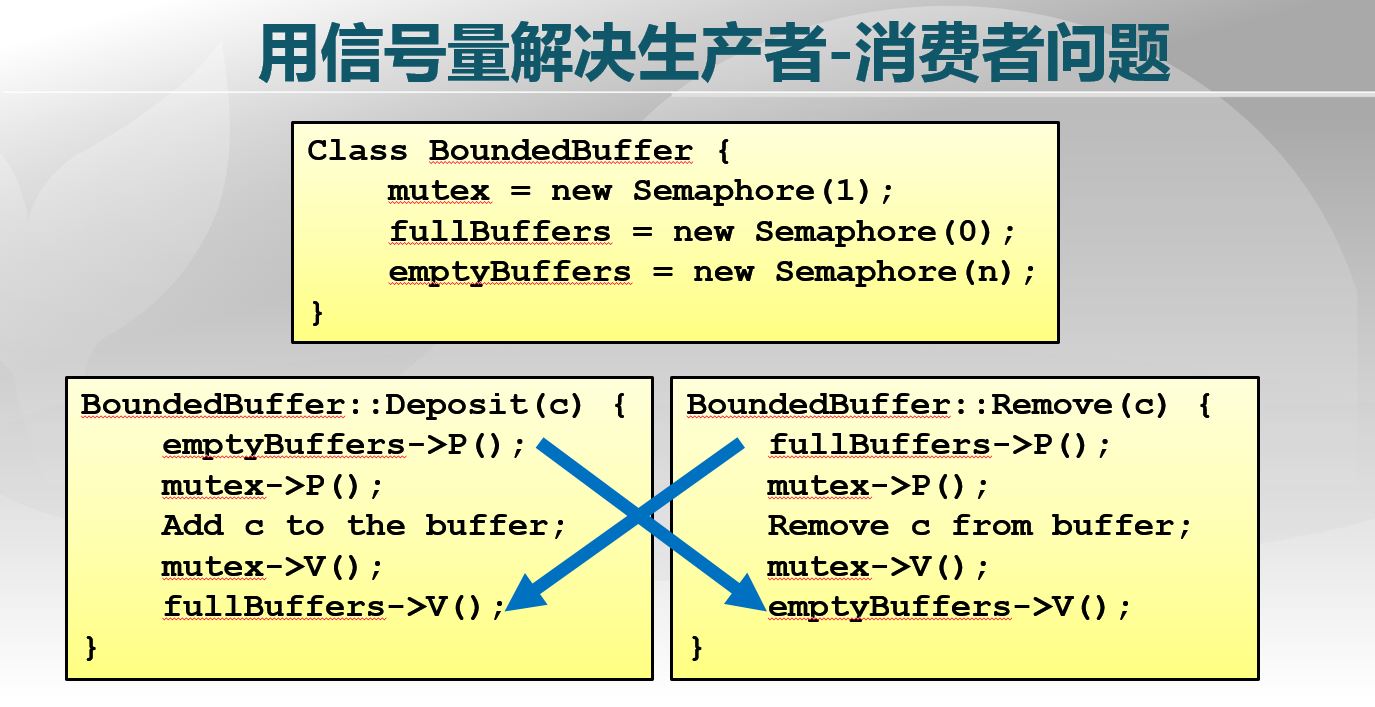 用信号量解决生产者-消费者问题
Class BoundedBuffer {
mutex = new Semaphore(1);
fullBuffers = new Semaphore(0);
emptyBuffers = new Semaphore(n);
}
BoundedBuffer::Deposit(c) {
emptyBuffers->P();
mutex->P();
Add c to the buffer;
mutex->V();
fullBuffers->V();
}
BoundedBuffer::Remove(c) {
fullBuffers->P();
mutex->P();
Remove c from buffer;
mutex->V();
emptyBuffers->V();
}